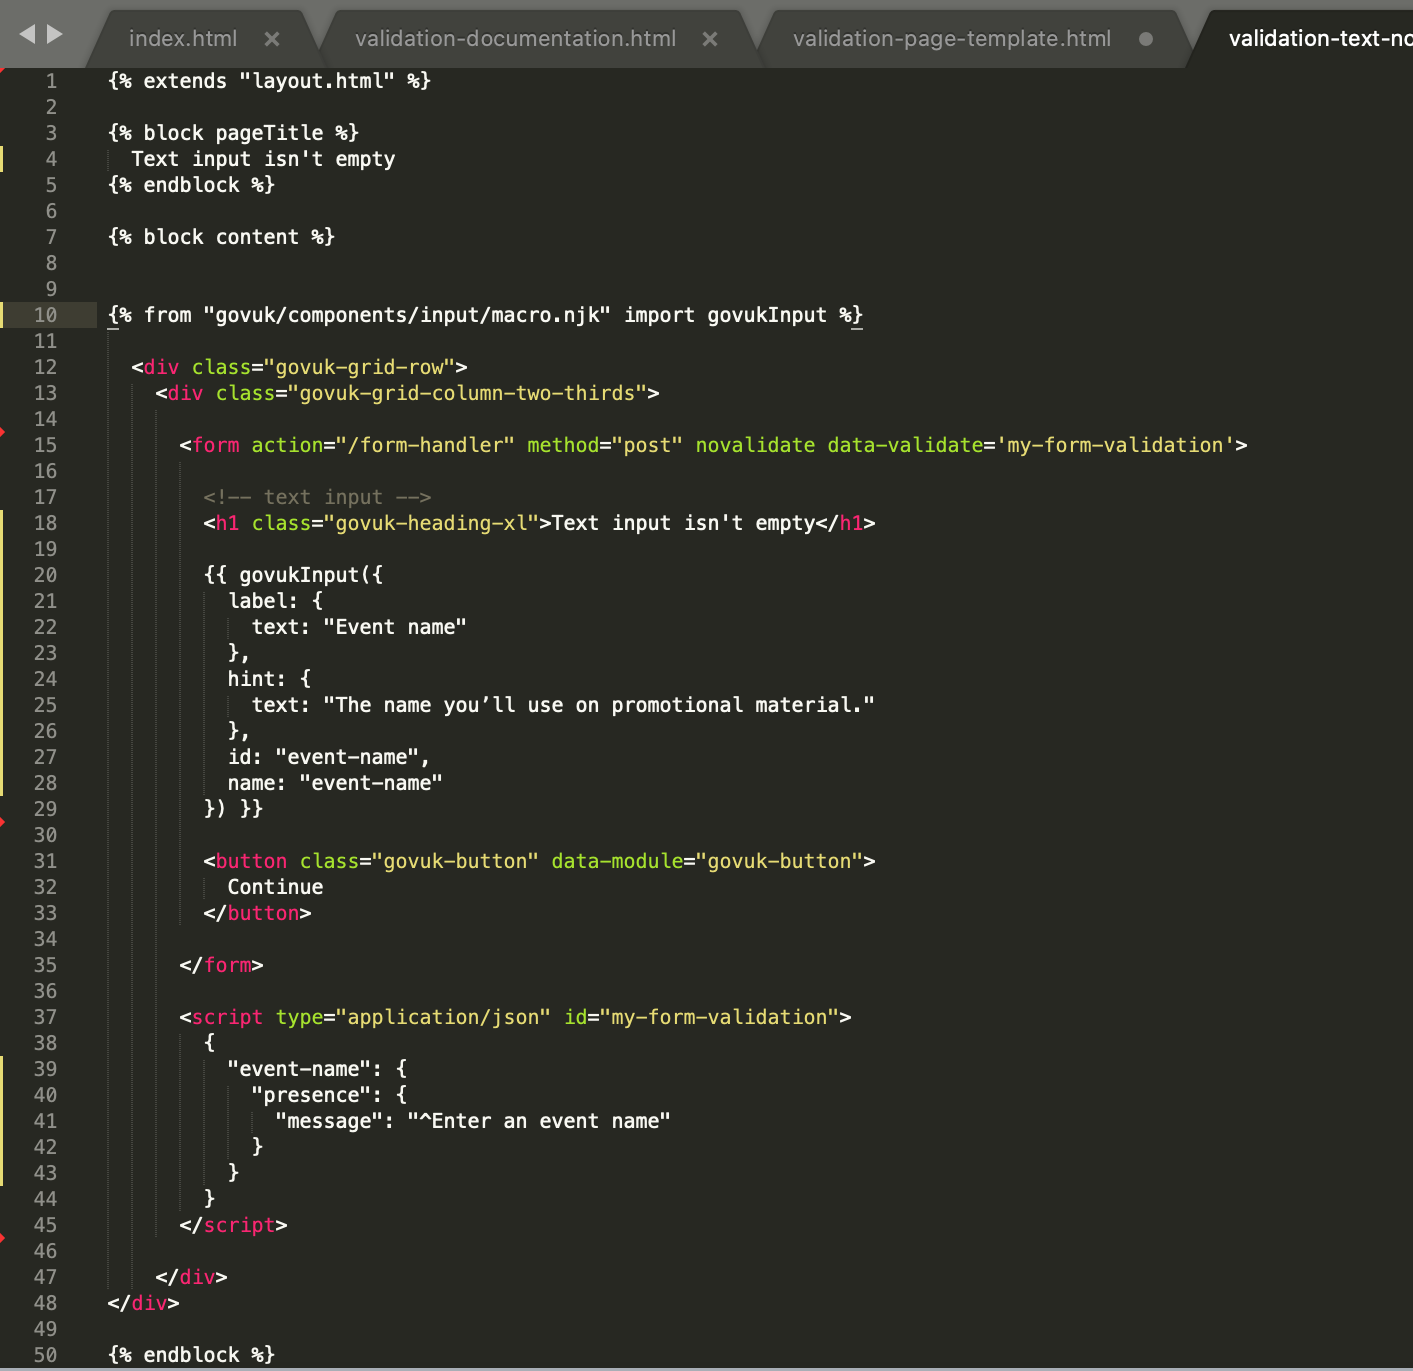 index.html ×
validation-documentation.html ×
validation-page-template.html
validation-text-no
1 {% extends "layout.html" %}
2
3 {% block pageTitle %}
4 Text input isn't empty
5 {% endblock %}
6
7 {% block content %}
8
9
10 {% from "govuk/components/input/macro.njk" import govukInput %}
11
12 <div class="govuk-grid-row">
13 <div class="govuk-grid-column-two-thirds">
14
15 <form action="/form-handler" method="post" novalidate data-validate='my-form-validation'>
16
17 <!-- text input -->
18 <h1 class="govuk-heading-xl">Text input isn't empty</h1>
19
20 {{ govukInput({
21 label: {
22 text: "Event name"
23 },
24 hint: {
25 text: "The name you’ll use on promotional material."
26 },
27 id: "event-name",
28 name: "event-name"
29 }) }}
30
31 <button class="govuk-button" data-module="govuk-button">
32 Continue
33 </button>
34
35 </form>
36
37 <script type="application/json" id="my-form-validation">
38 {
39 "event-name": {
40 "presence": {
41 "message": "^Enter an event name"
42 }
43 }
44 }
45 </script>
46
47 </div>
48 </div>
49
50 {% endblock %}